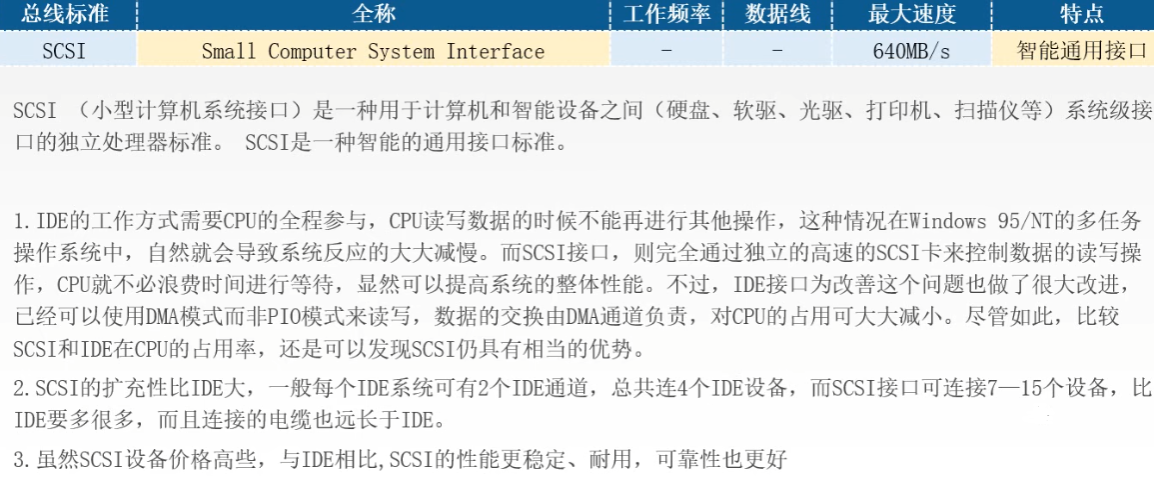 总线标准 全称 工作频率 数据线 最大速度 特点
SCSI Small Computer System Interface - - 640MB/s 智能通用接口
SCSI （小型计算机系统接口）是一种用于计算机和智能设备之间（硬盘、软驱、光驱、打印机、扫描仪等）系统级接
口的独立处理器标准。 SCSI是一种智能的通用接口标准。
1.IDE的工作方式需要CPU的全程参与，CPU读写数据的时候不能再进行其他操作，这种情况在Windows 95/NT的多任务
操作系统中，自然就会导致系统反应的大大减慢。而SCSI接口，则完全通过独立的高速的SCSI卡来控制数据的读写操
作，CPU就不必浪费时间进行等待，显然可以提高系统的整体性能。不过，IDE接口为改善这个问题也做了很大改进，
已经可以使用DMA模式而非PIO模式来读写，数据的交换由DMA通道负责，对CPU的占用可大大减小。尽管如此，比较
SCSI和IDE在CPU的占用率，还是可以发现SCSI仍具有相当的优势。
2.SCSI的扩充性比IDE大，一般每个IDE系统可有2个IDE通道，总共连4个IDE设备，而SCSI接口可连接7—15个设备，比
IDE要多很多，而且连接的电缆也远长于IDE。
3.虽然SCSI设备价格高些，与IDE相比,SCSI的性能更稳定、耐用，可靠性也更好